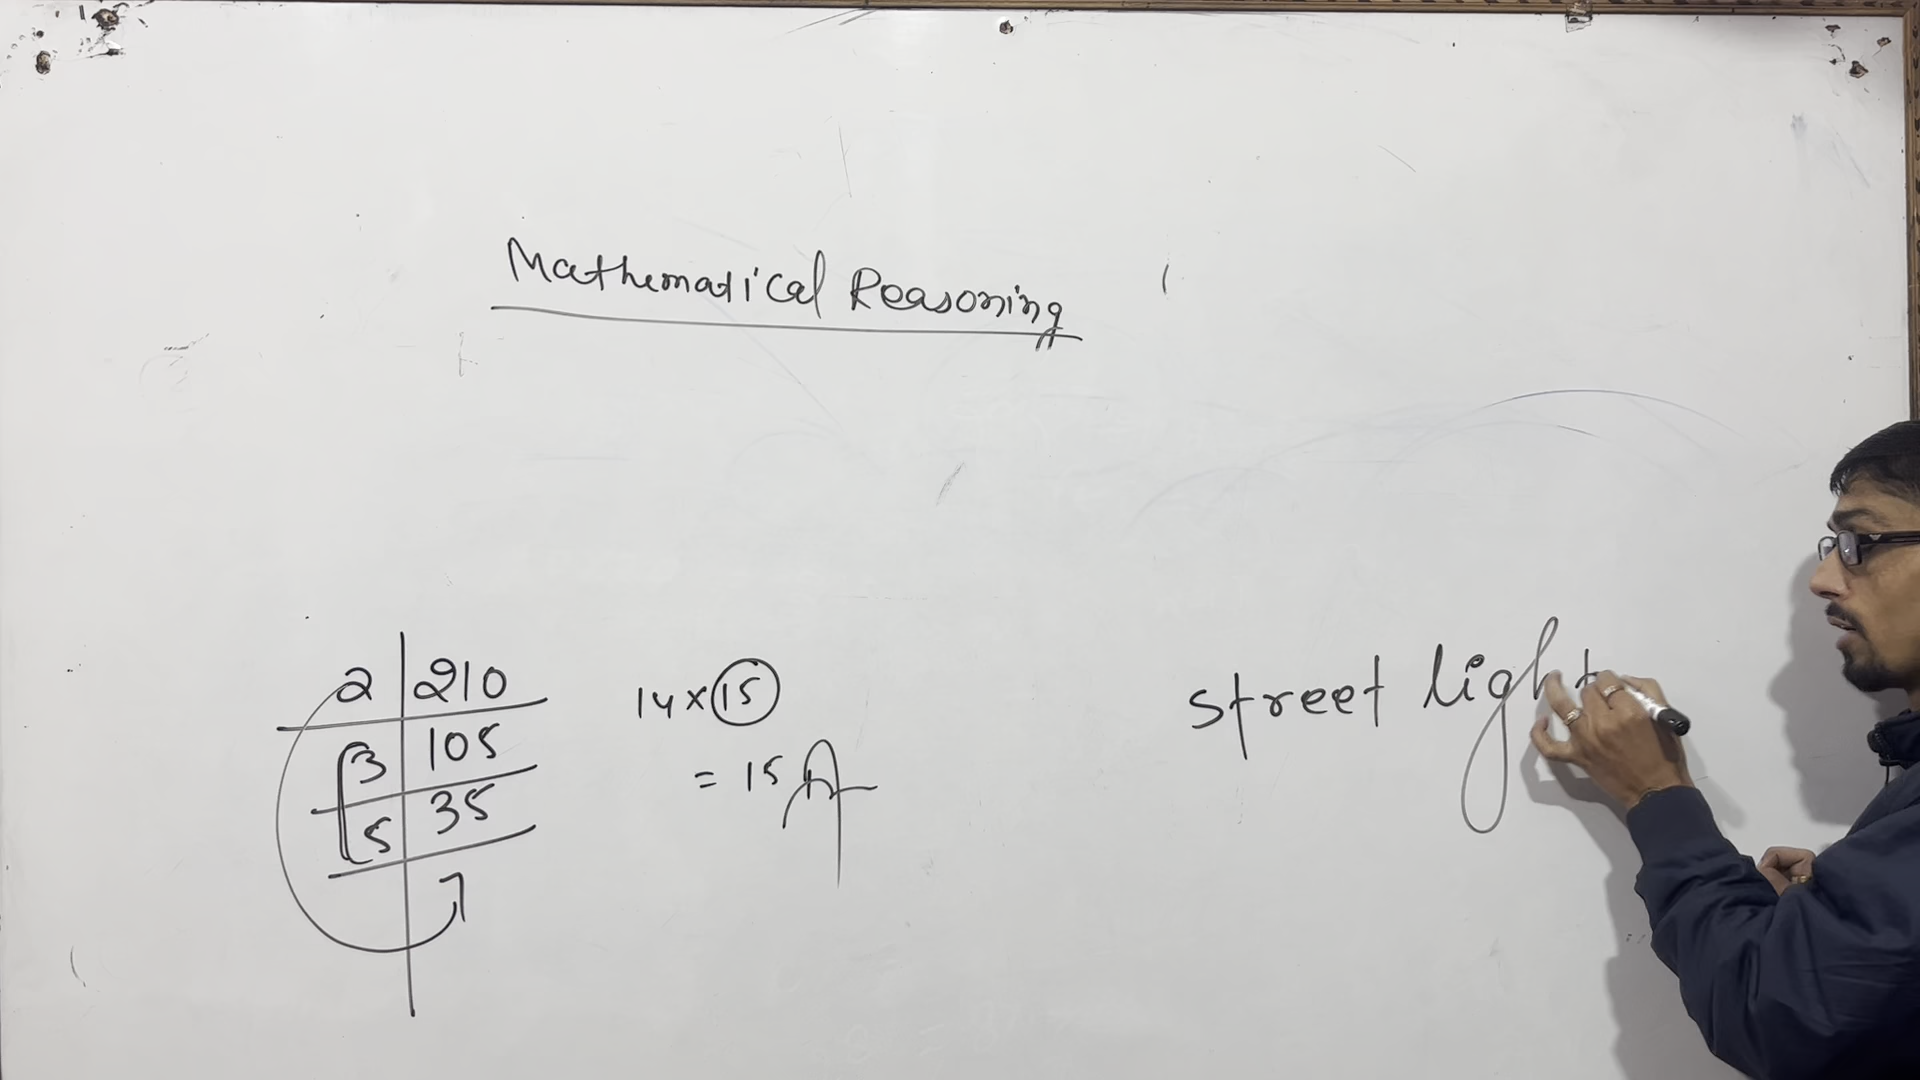 Mathematical Reasoning
2 | 210
3 | 105
5 | 35
7
14 × 15
= 15 A
street light